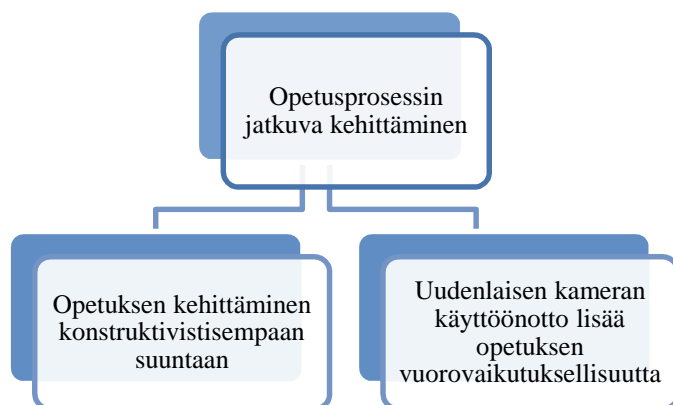 Opetusprosessin
jatkuva kehittäminen
Opetuksen kehittäminen
konstruktivistisempaan
suuntaan
Uudenlaisen kameran
käyttöönotto lisää
opetuksen
vuorovaikutuksellisuutta